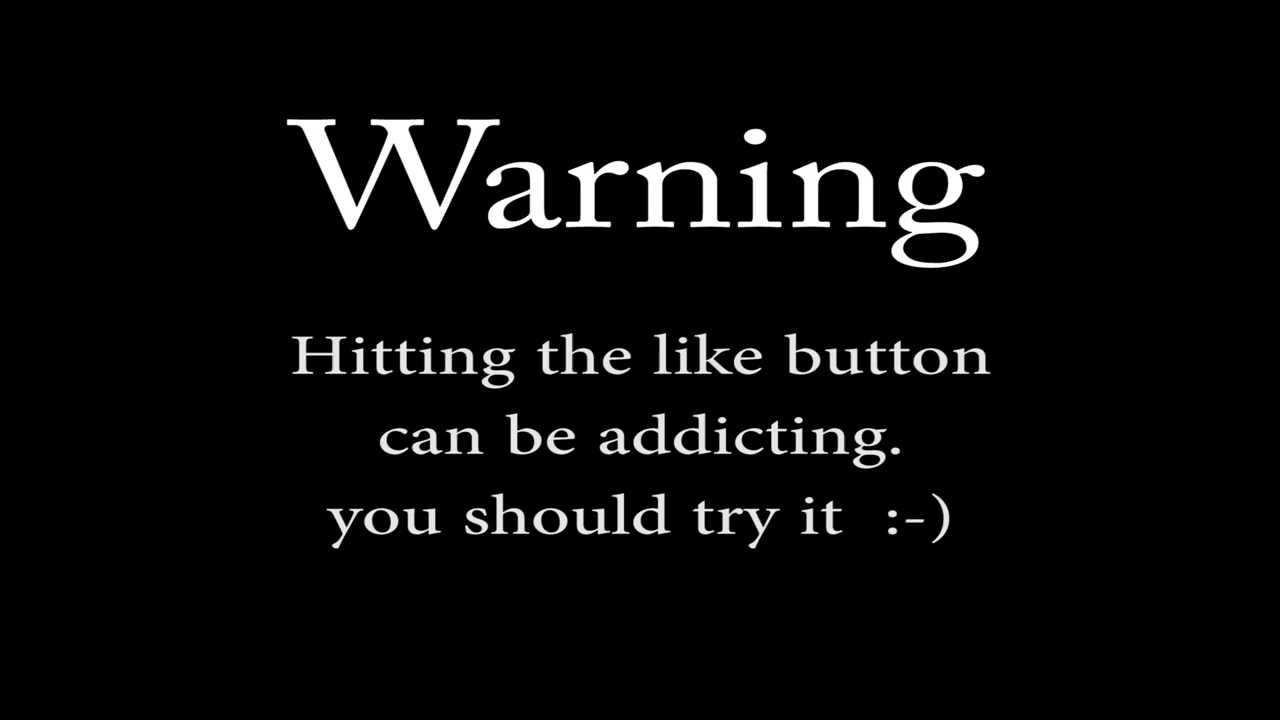 Warning
Hitting the like button
can be addicting.
you should try it  :-)